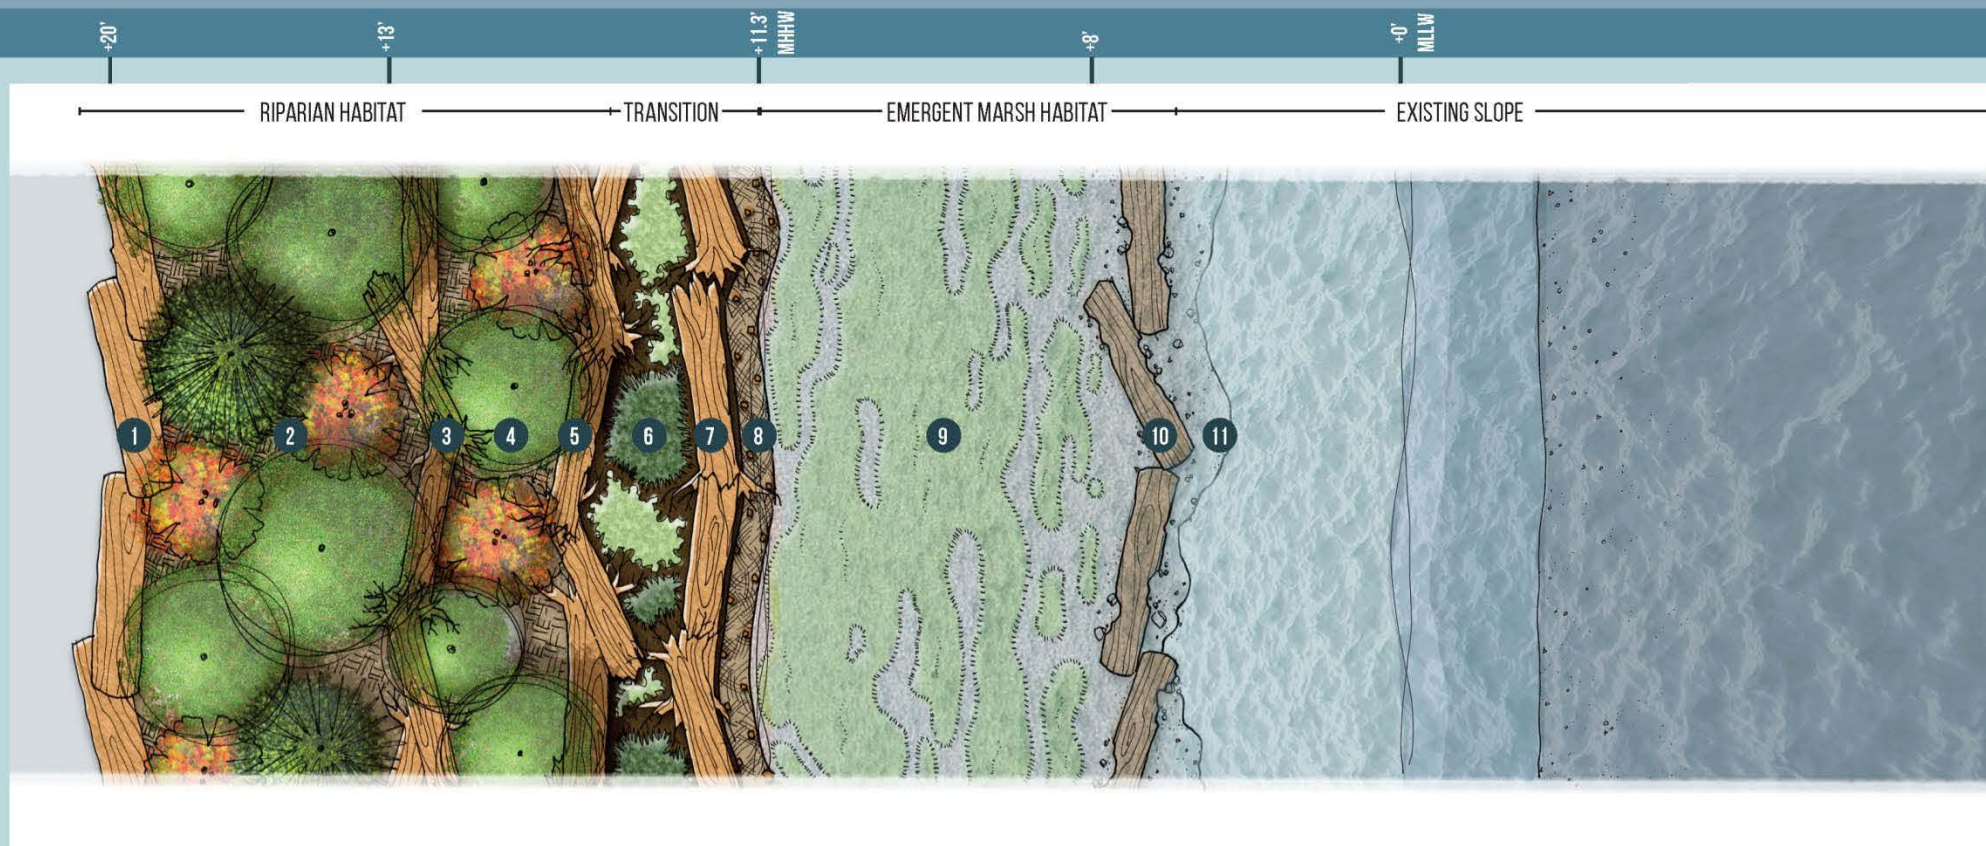 +20'
+13'
+11.3'
MHHW
+8'
+0'
MLLW
RIPARIAN HABITAT
TRANSITION
EMERGENT MARSH HABITAT
EXISTING SLOPE
1
2
3
4
5
6
7
8
9
10
11